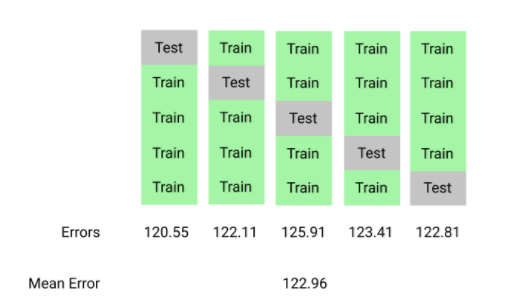 Test Train Train Train Train
Train Test Train Train Train
Train Train Test Train Train
Train Train Train Test Train
Train Train Train Train Test
Errors 120.55 122.11 125.91 123.41 122.81
Mean Error 122.96